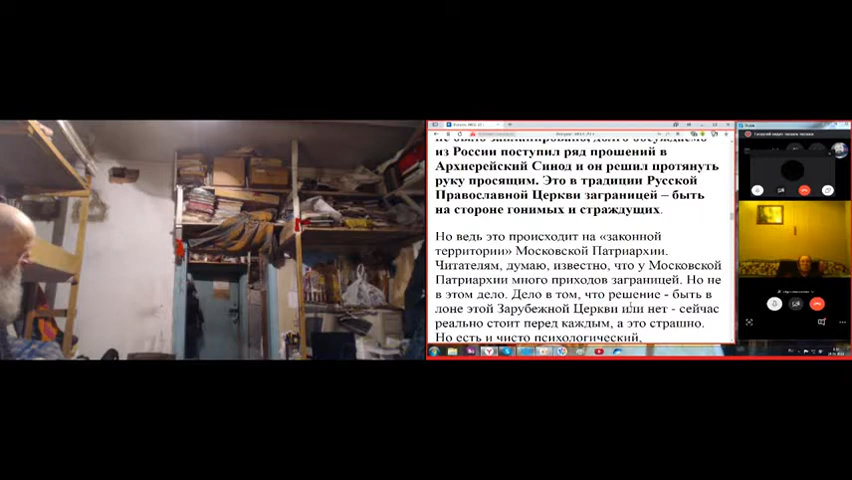 из России поступил ряд прошений в
Архиерейский Синод и он решил протянуть
руку просящим. Это в традиции Русской
Православной Церкви заграницей – быть
на стороне гонимых и страждущих.
Но ведь это происходит на «законной
территории» Московской Патриархии.
Читателям, думаю, известно, что у Московской
Патриархии много приходов заграницей. Но не
в этом дело. Дело в том, что решение - быть в
лоне этой Зарубежной Церкви или нет - сейчас
реально стоит перед каждым, а это страшно.
Но есть и чисто психологический,